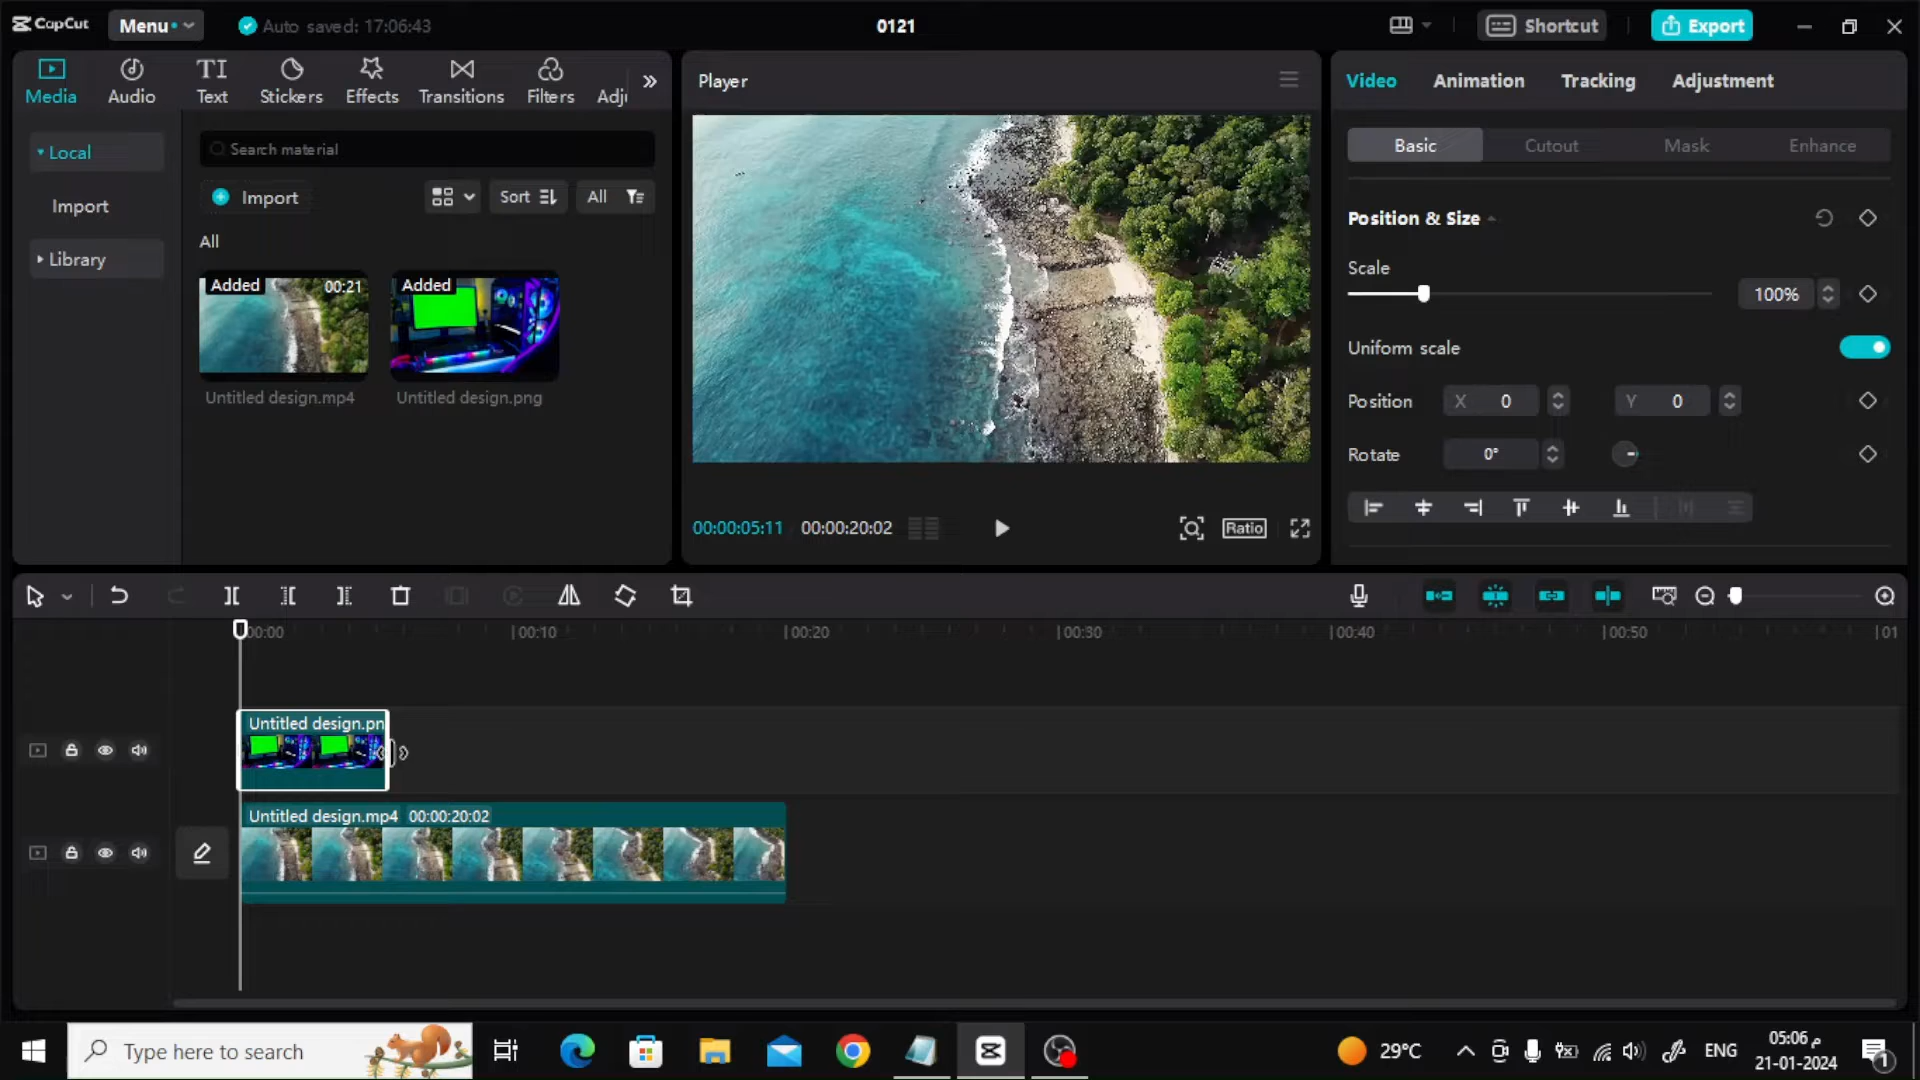 CapCut
Menu
Auto saved: 17:06:43
0121
Shortcut
Export
Media
Audio
TI
Text
Stickers
Effects
Transitions
Filters
Adj
Local
Import
Library
Search material
Import
Sort
All
All
Added
00:21
Added
Untitled design.mp4
Untitled design.png
Player
00:00:05:11
00:00:20:02
Ratio
Video
Animation
Tracking
Adjustment
Basic
Cutout
Mask
Enhance
Position & Size
Scale
100%
Uniform scale
Position
X 0
Y 0
Rotate
0°
00:00
00:10
00:20
00:30
00:40
00:50
01
Untitled design.pn
Untitled design.mp4 00:00:20:02
Type here to search
29°C
ENG
05:06 م
21-01-2024
1